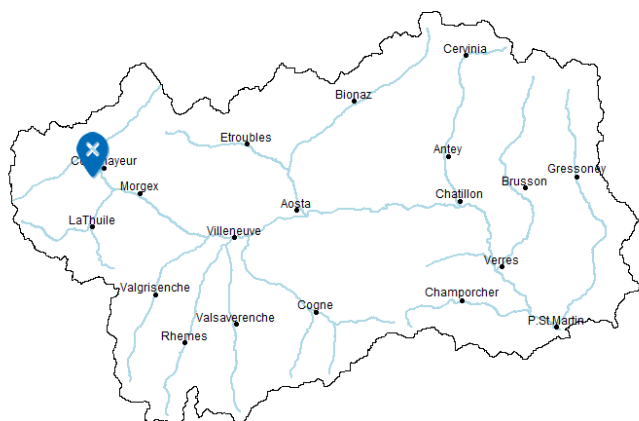 Cervinia
Bionaz
Etroubles
Antey
Gressoney
Morgex
Brusson
Chatillon
Aosta
LaThuile
Villeneuve
Verres
Valgrisenche
Champorcher
Cogne
Valsaverenche
P.St.Martin
Rhemes